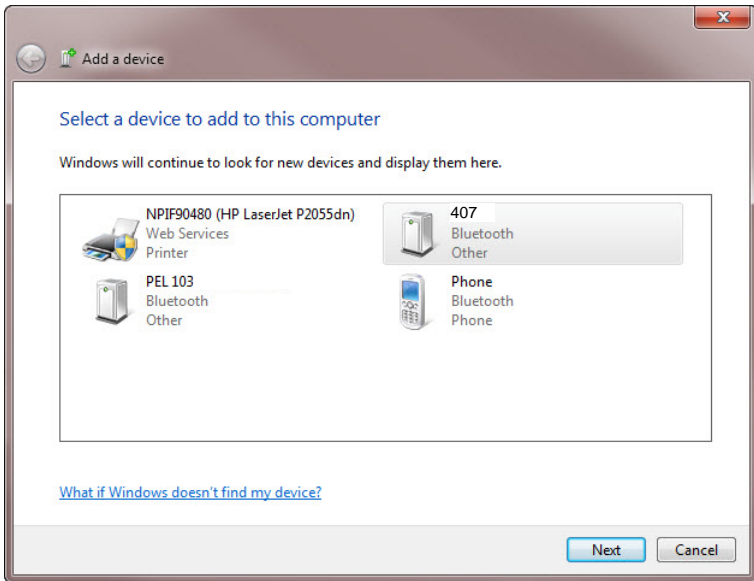 Add a device
Select a device to add to this computer
Windows will continue to look for new devices and display them here.
NPIF90480 (HP LaserJet P2055dn)
Web Services
Printer
407
Bluetooth
Other
PEL 103
Bluetooth
Other
Phone
Bluetooth
Phone
What if Windows doesn't find my device?
Next
Cancel